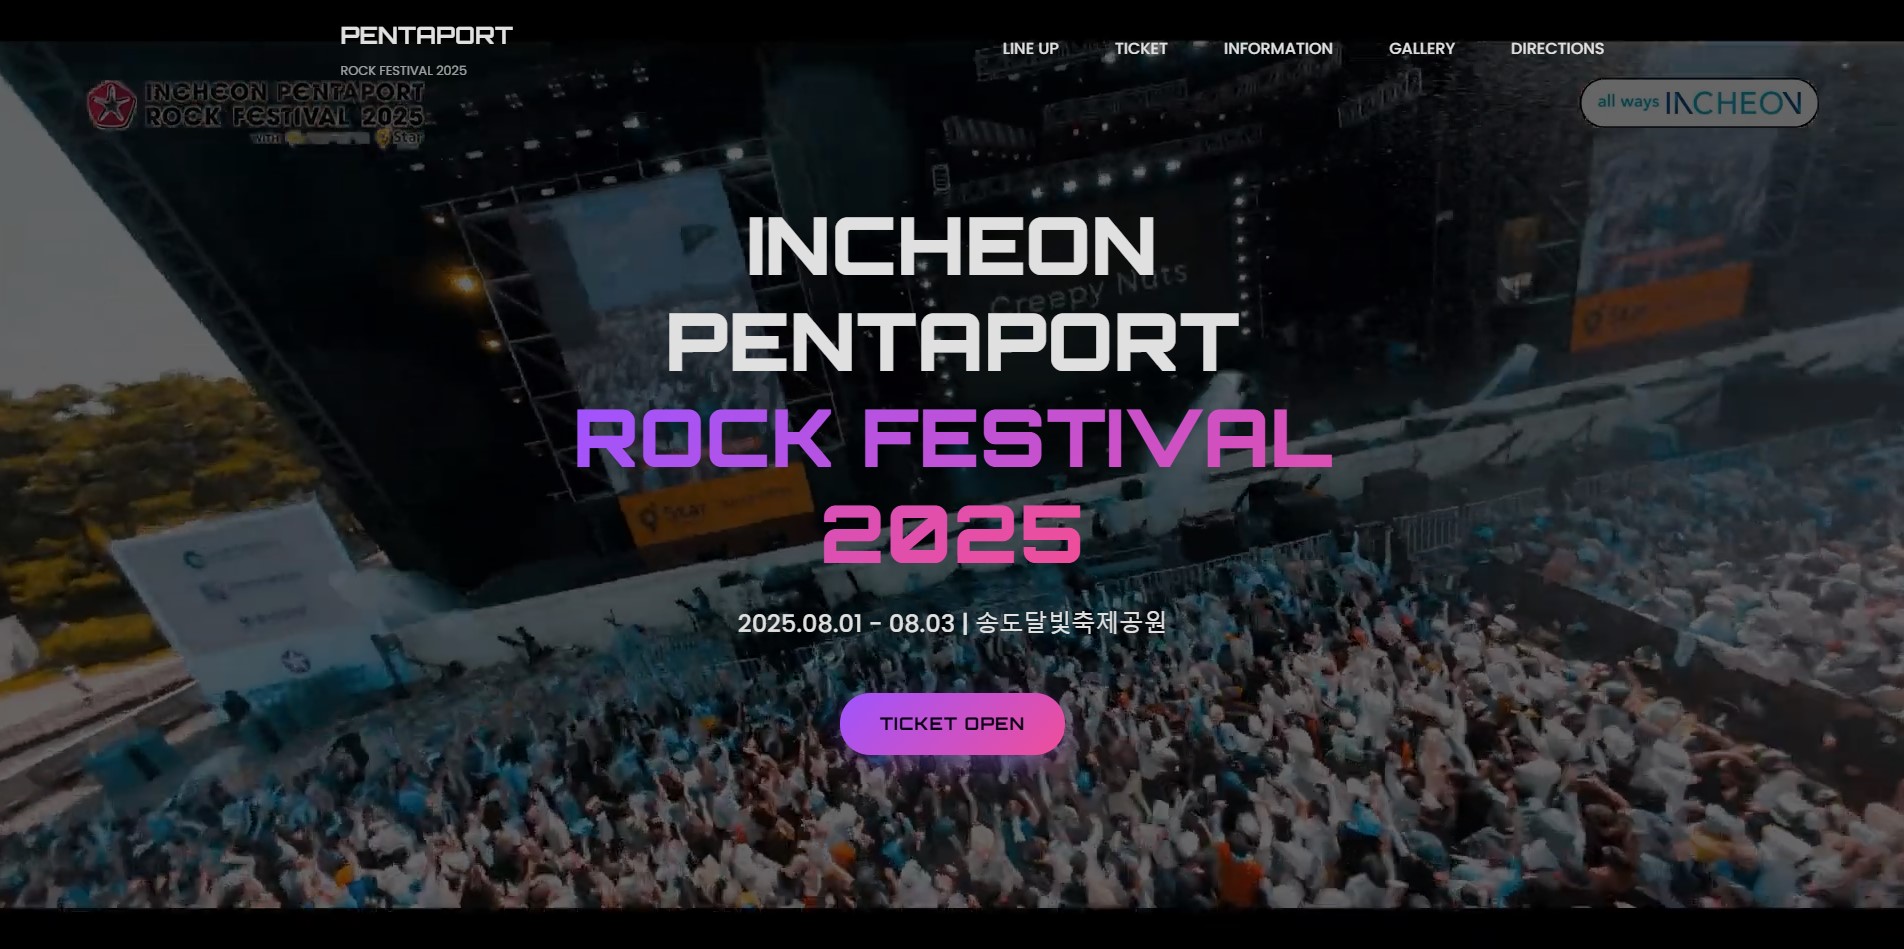 PENTAPORT
ROCK FESTIVAL 2025
LINE UP
TICKET
INFORMATION
GALLERY
DIRECTIONS
INCHEON PENTAPORT
ROCK FESTIVAL 2025
WITH
Star
all ways INCHEON
INCHEON
PENTAPORT
ROCK FESTIVAL
2025
Creepy Nuts
2025.08.01 - 08.03 | 송도달빛축제공원
TICKET OPEN